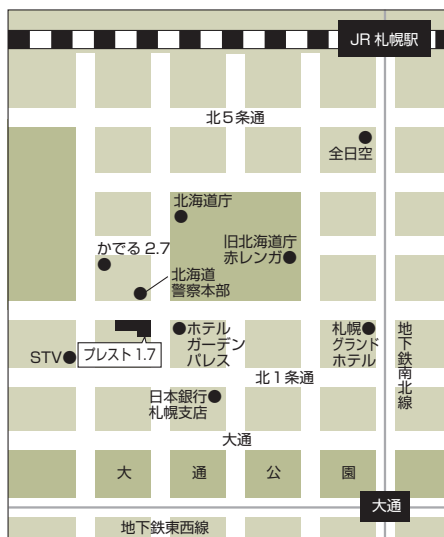 JR 札幌駅
北5条通
全日空
北海道庁
かでる 2.7
旧北海道庁
赤レンガ
北海道
警察本部
ホテル
ガーデン
パレス
札幌
グランド
ホテル
地下鉄南北線
STV
プレスト 1.7
北1条通
日本銀行
札幌支店
大通
大通公園
大通
地下鉄東西線